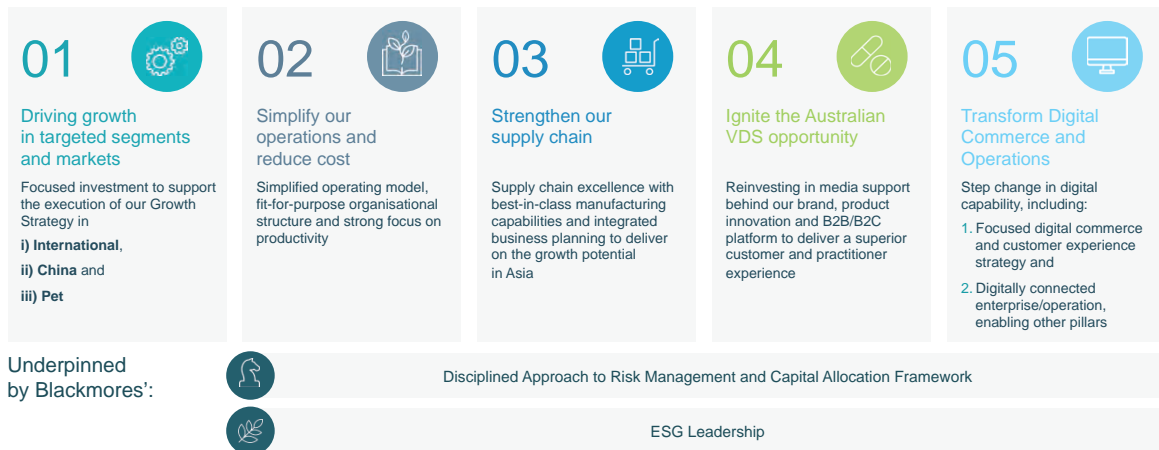 01
Driving growth
in targeted segments
and markets
Focused investment to support
the execution of our Growth
Strategy in
i) International,
ii) China and
iii) Pet
02
Simplify our
operations and
reduce cost
Simplified operating model,
fit-for-purpose organisational
structure and strong focus on
productivity
03
Strengthen our
supply chain
Supply chain excellence with
best-in-class manufacturing
capabilities and integrated
business planning to deliver
on the growth potential
in Asia
04
Ignite the Australian
VDS opportunity
Reinvesting in media support
behind our brand, product
innovation and B2B/B2C
platform to deliver a superior
customer and practitioner
experience
05
Transform Digital
Commerce and
Operations
Step change in digital
capability, including:
1. Focused digital commerce
and customer experience
strategy and
2. Digitally connected
enterprise/operation,
enabling other pillars
Underpinned
by Blackmores’:
Disciplined Approach to Risk Management and Capital Allocation Framework
ESG Leadership